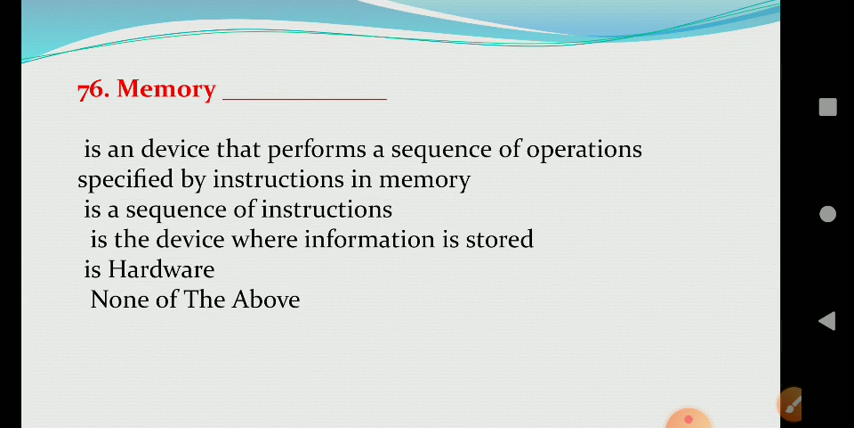 76. Memory ____________
is an device that performs a sequence of operations
specified by instructions in memory
is a sequence of instructions
is the device where information is stored
is Hardware
None of The Above